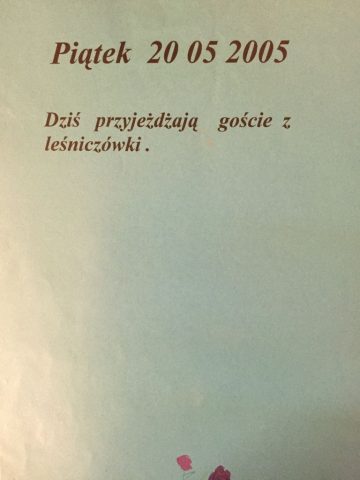 Piątek 20 05 2005
Dziś przyjeżdżają goście z
leśniczówki .